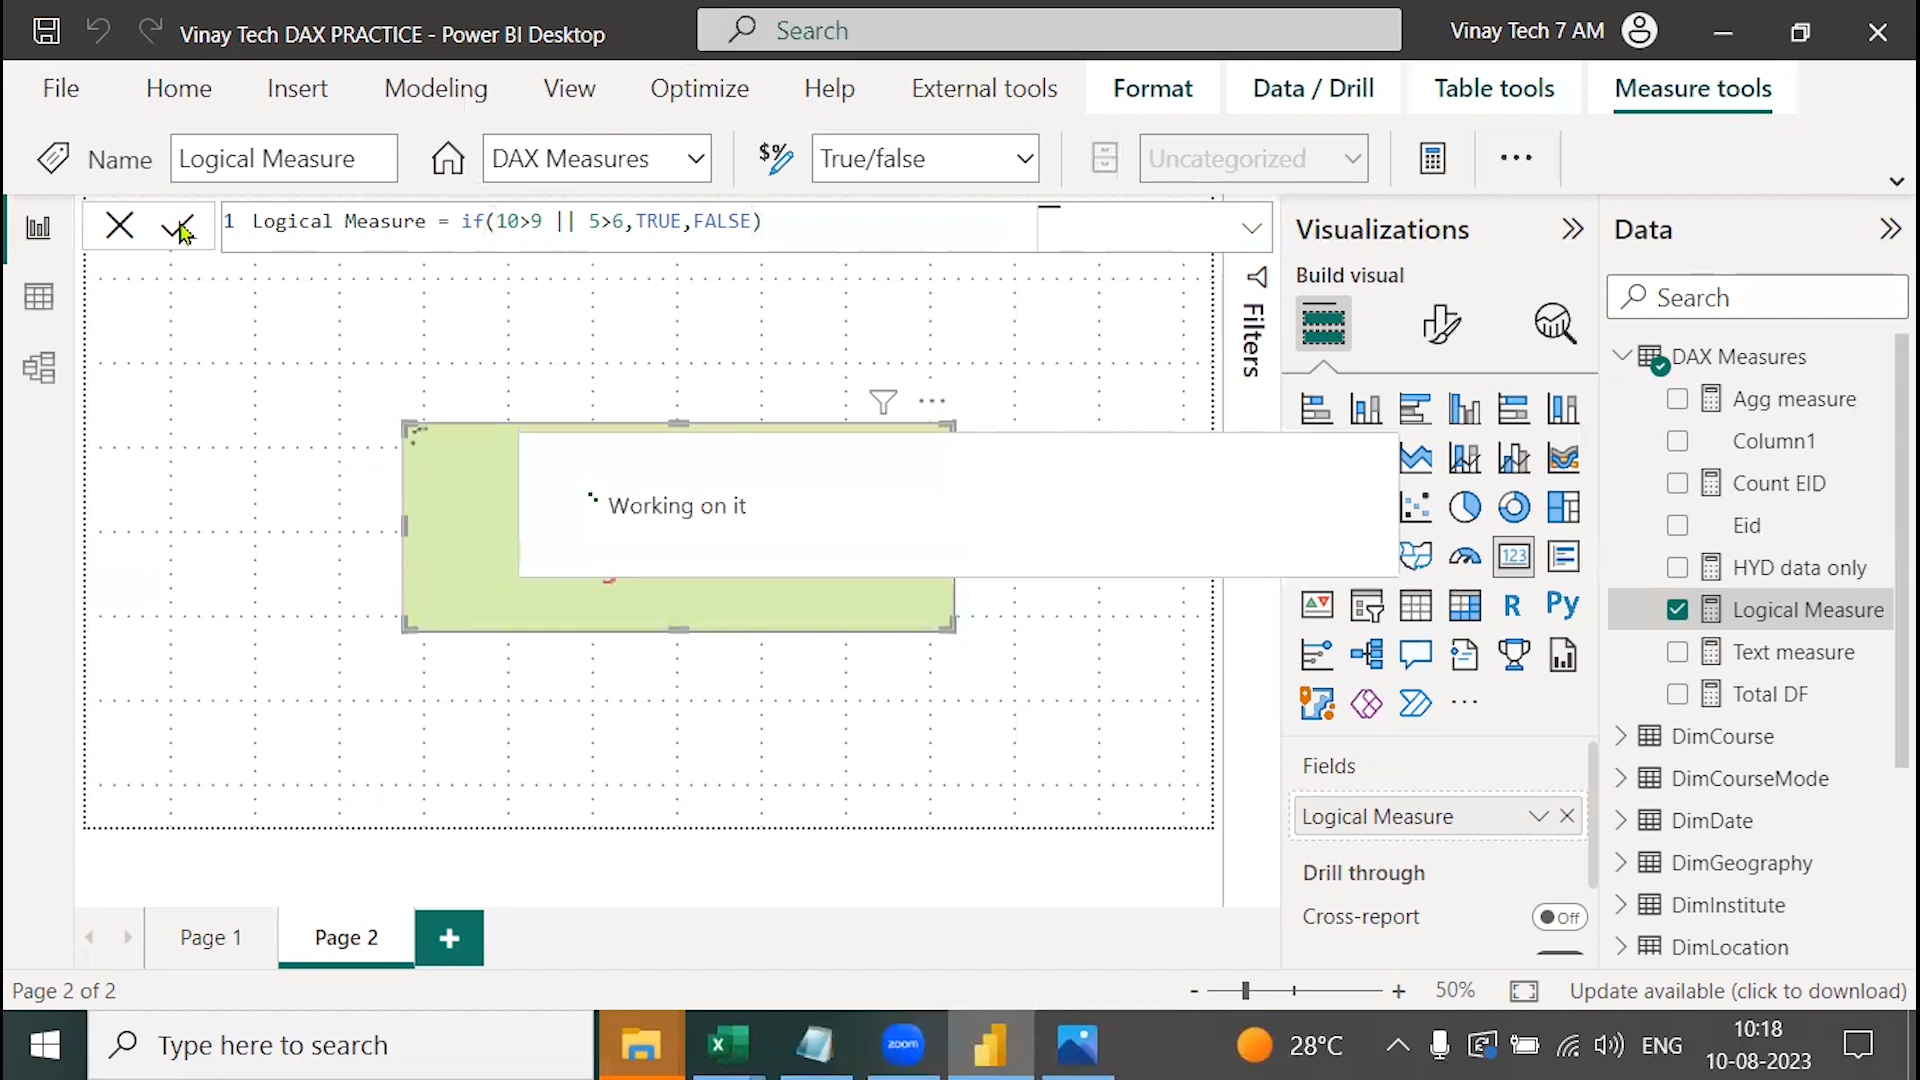 Vinay Tech DAX PRACTICE - Power BI Desktop
Search
Vinay Tech 7 AM
File Home Insert Modeling View Optimize Help External tools Format Data / Drill Table tools Measure tools
Name Logical Measure DAX Measures $% True/false Uncategorized
1 Logical Measure = if(10>9 || 5>6,TRUE,FALSE)
Working on it
Filters
Visualizations
Build visual
123
R Py
Fields
Logical Measure
Drill through
Cross-report Off
Data
Search
DAX Measures
Agg measure
Column1
Count EID
Eid
HYD data only
Logical Measure
Text measure
Total DF
DimCourse
DimCourseMode
DimDate
DimGeography
DimInstitute
DimLocation
Page 1 Page 2 +
Page 2 of 2
- + 50% Update available (click to download)
Type here to search
zoom
28°C
ENG
10:18
10-08-2023